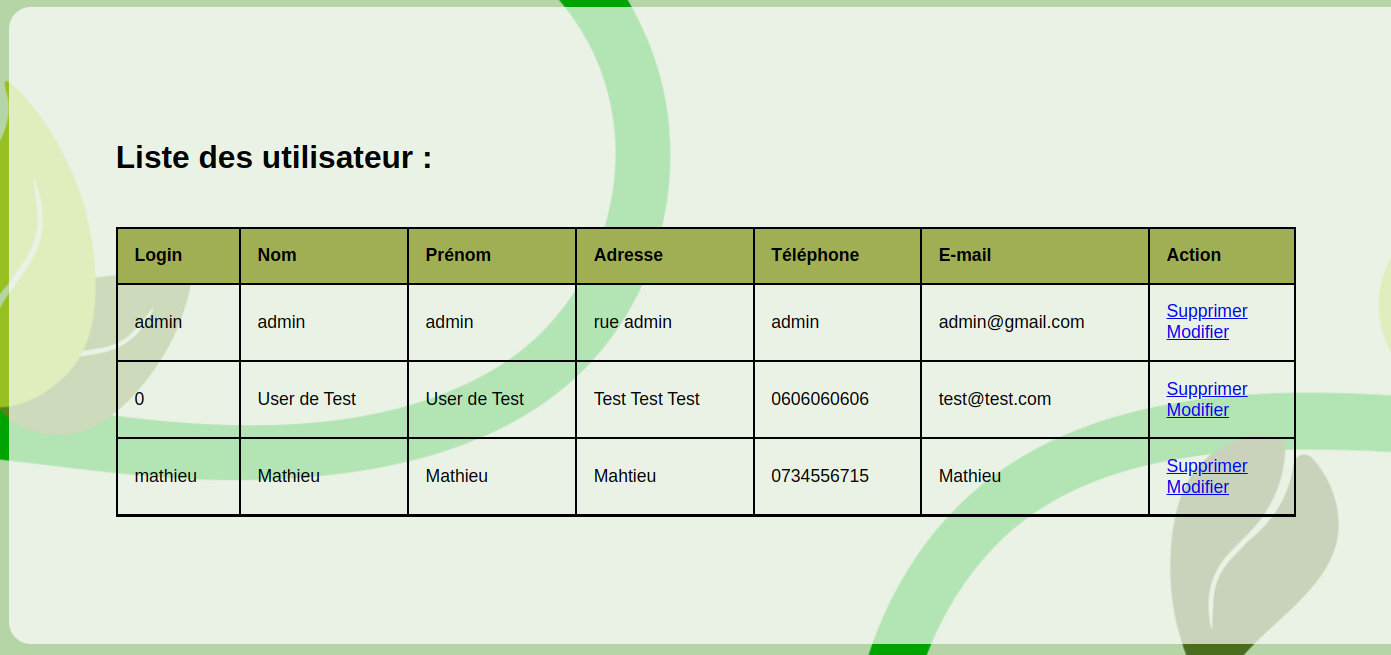 Liste des utilisateur :
Login Nom Prénom Adresse Téléphone E-mail Action
admin admin admin rue admin admin admin@gmail.com Supprimer
Modifier
0 User de Test User de Test Test Test Test 0606060606 test@test.com Supprimer
Modifier
mathieu Mathieu Mathieu Mahtieu 0734556715 Mathieu Supprimer
Modifier